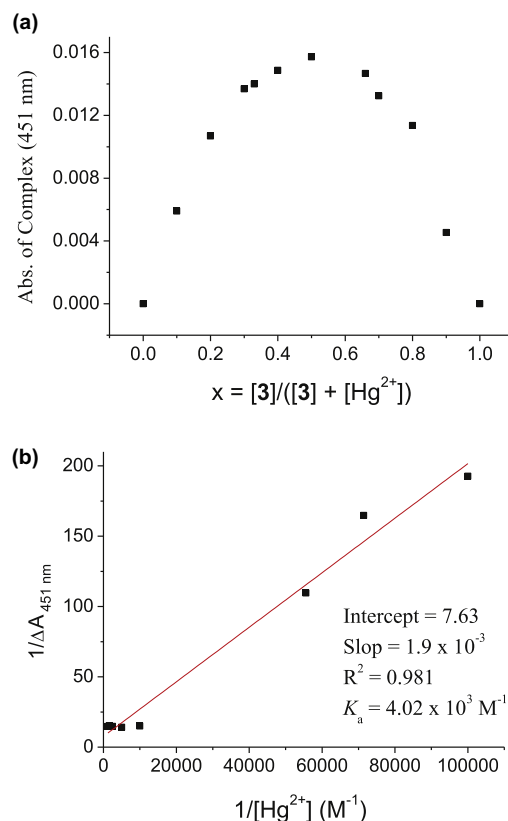 (a)
0.016
0.012
0.008
0.004
0.000
Abs. of Complex (451 nm)
0.0 0.2 0.4 0.6 0.8 1.0
x = [3]/([3] + [Hg²⁺])
(b)
200
150
100
50
0
1/ΔA 451 nm
Intercept = 7.63
Slop = 1.9 x 10⁻³
R² = 0.981
Kₐ = 4.02 x 10³ M⁻¹
0 20000 40000 60000 80000 100000
1/[Hg²⁺] (M⁻¹)